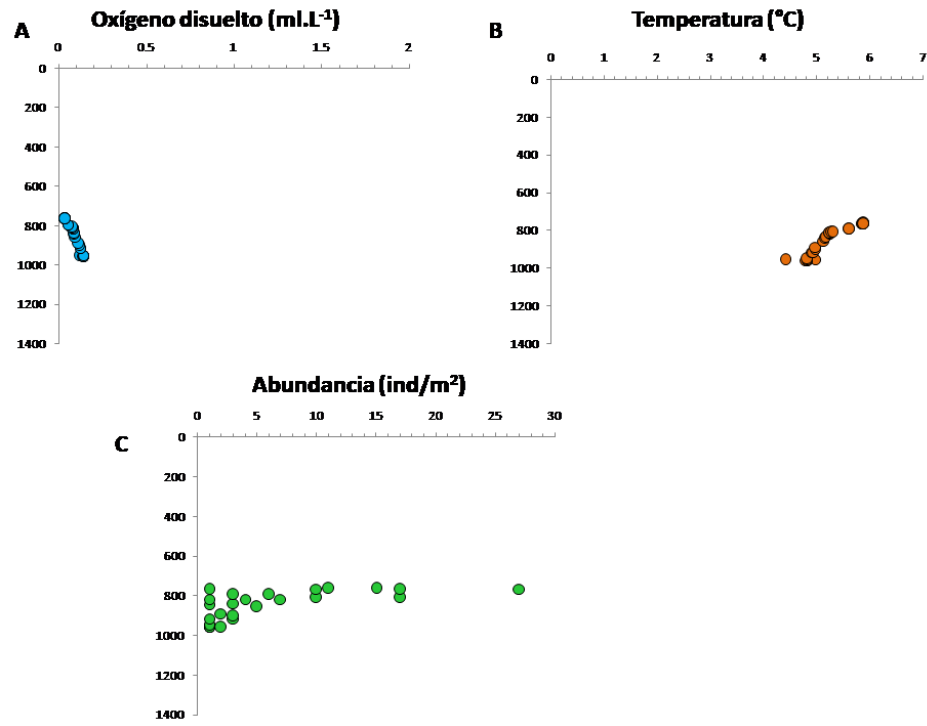 A
Oxígeno disuelto (ml.L⁻¹)
0 0.5 1 1.5 2
0
200
400
600
800
1000
1200
1400
B
Temperatura (°C)
0 1 2 3 4 5 6 7
0
200
400
600
800
1000
1200
1400
C
Abundancia (ind/m²)
0 5 10 15 20 25 30
0
200
400
600
800
1000
1200
1400